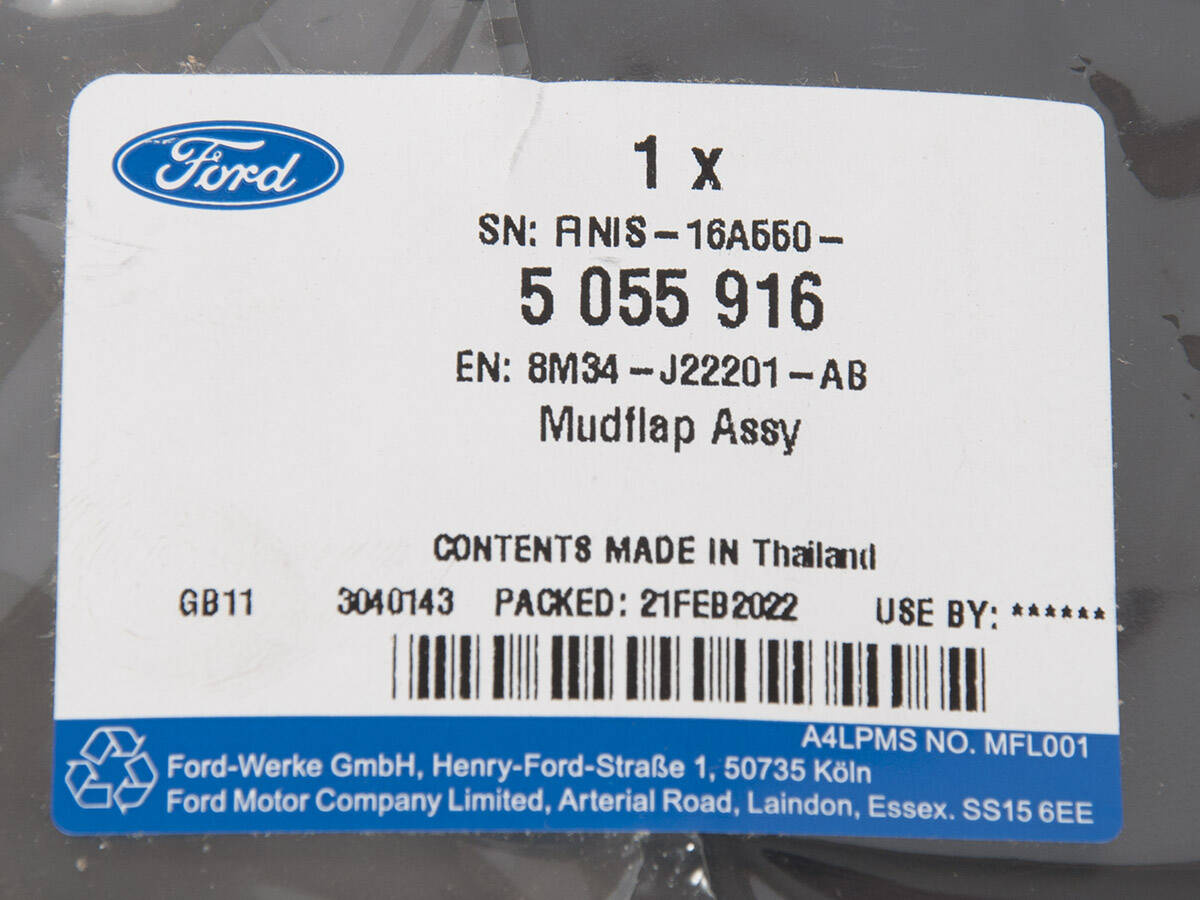 Ford
1 x
SN: ANIS-16A550-
5 055 916
EN: 8M34-J22201-AB
Mudflap Assy
CONTENTS MADE IN Thailand
GB11 3040143 PACKED: 21FEB2022 USE BY: ******
A4LPMS NO. MFL001
Ford-Werke GmbH, Henry-Ford-Straße 1, 50735 Köln
Ford Motor Company Limited, Arterial Road, Laindon, Essex. SS15 6EE